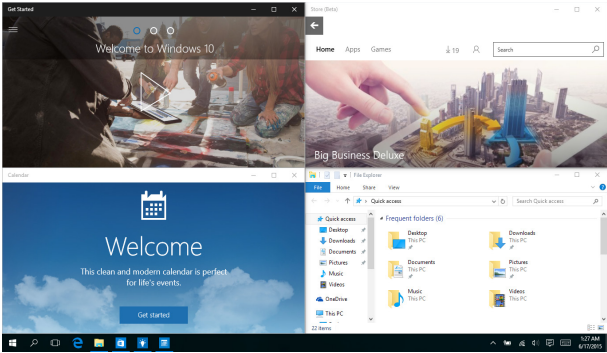 Get Started
Welcome to Windows 10
Store (Beta)
Home Apps Games 19 Search
Big Business Deluxe
Calendar
Welcome
This clean and modern calendar is perfect
for life's events.
Get started
File Explorer
File Home Share View
Quick access Search Quick access
Quick access
Desktop
Downloads
Documents
Pictures
Music
Videos
OneDrive
This PC
Frequent folders (6)
Desktop
This PC
Downloads
This PC
Documents
This PC
Pictures
This PC
Music
This PC
Videos
This PC
22 items
1:27 AM
6/17/2015